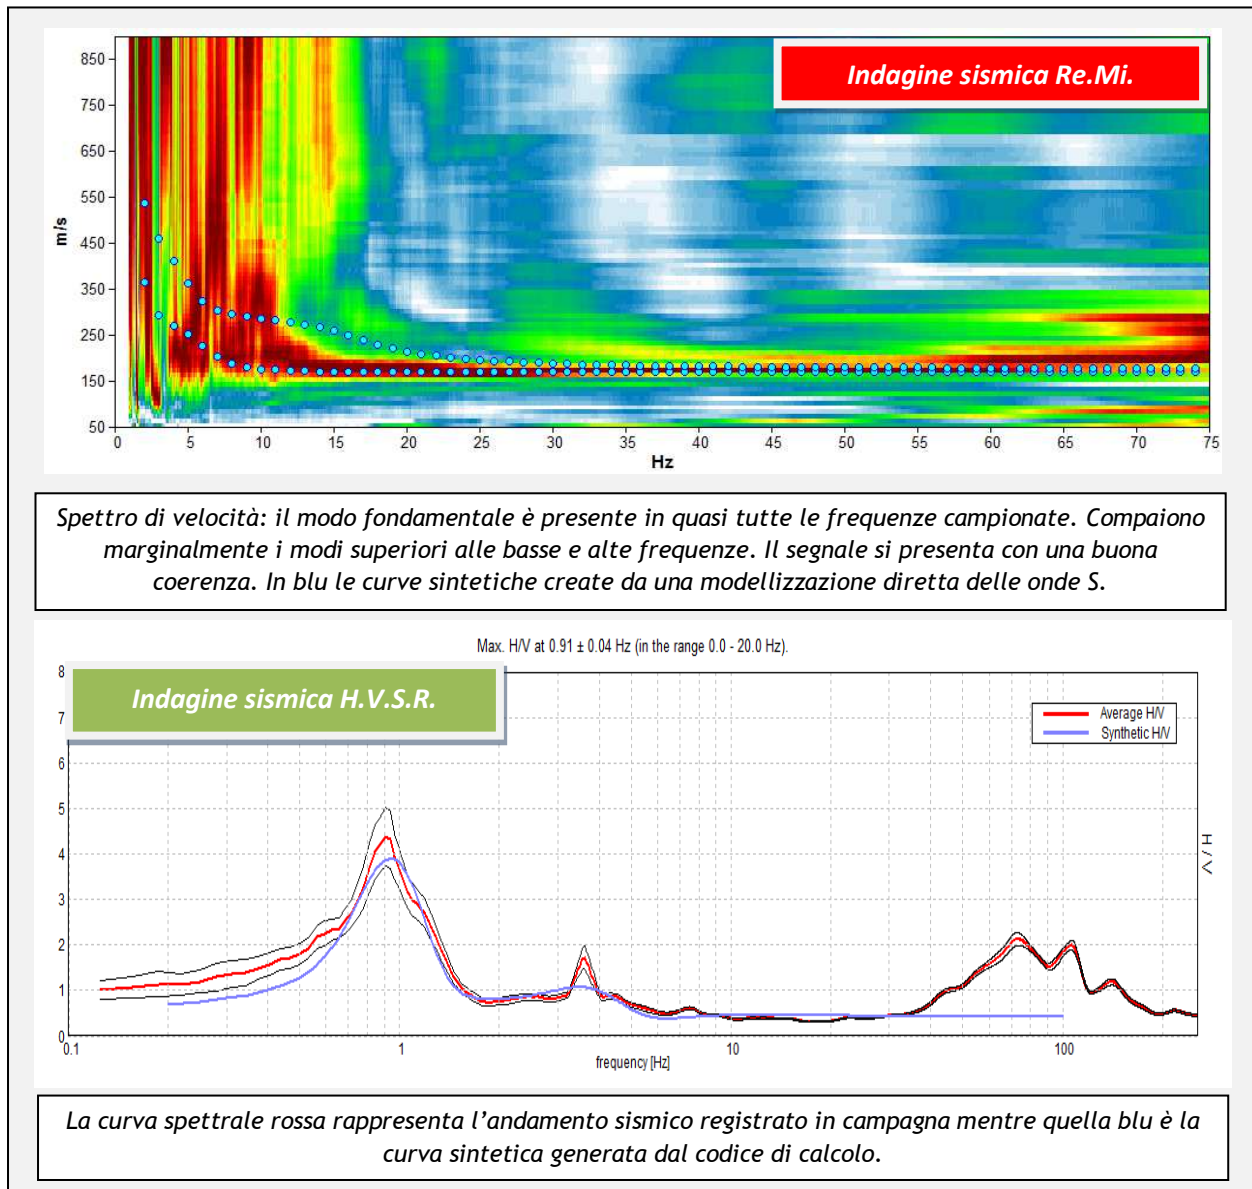 Indagine sismica Re.Mi.
850
750
650
550
450
350
250
150
50
m/s
0 5 10 15 20 25 30 35 40 45 50 55 60 65 70 75
Hz
Spettro di velocità: il modo fondamentale è presente in quasi tutte le frequenze campionate. Compaiono
marginalmente i modi superiori alle basse e alte frequenze. Il segnale si presenta con una buona
coerenza. In blu le curve sintetiche create da una modellizzazione diretta delle onde S.
Max. H/V at 0.91 ± 0.04 Hz (in the range 0.0 - 20.0 Hz).
Indagine sismica H.V.S.R.
Average H/V
Synthetic H/V
8
7
6
5
4
3
2
1
0
H / V
0.1 1 10 100
frequency [Hz]
La curva spettrale rossa rappresenta l’andamento sismico registrato in campagna mentre quella blu è la
curva sintetica generata dal codice di calcolo.